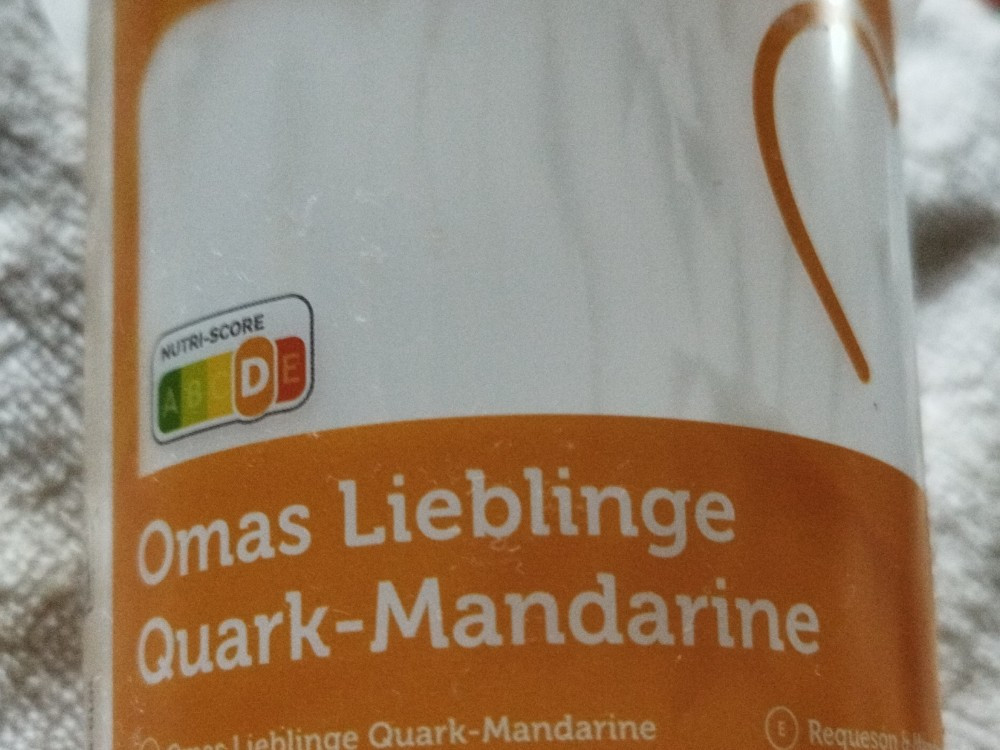 NUTRI-SCORE
A B C D E
Omas Lieblinge
Quark-Mandarine
Omas Lieblinge Quark-Mandarine
E Requesón